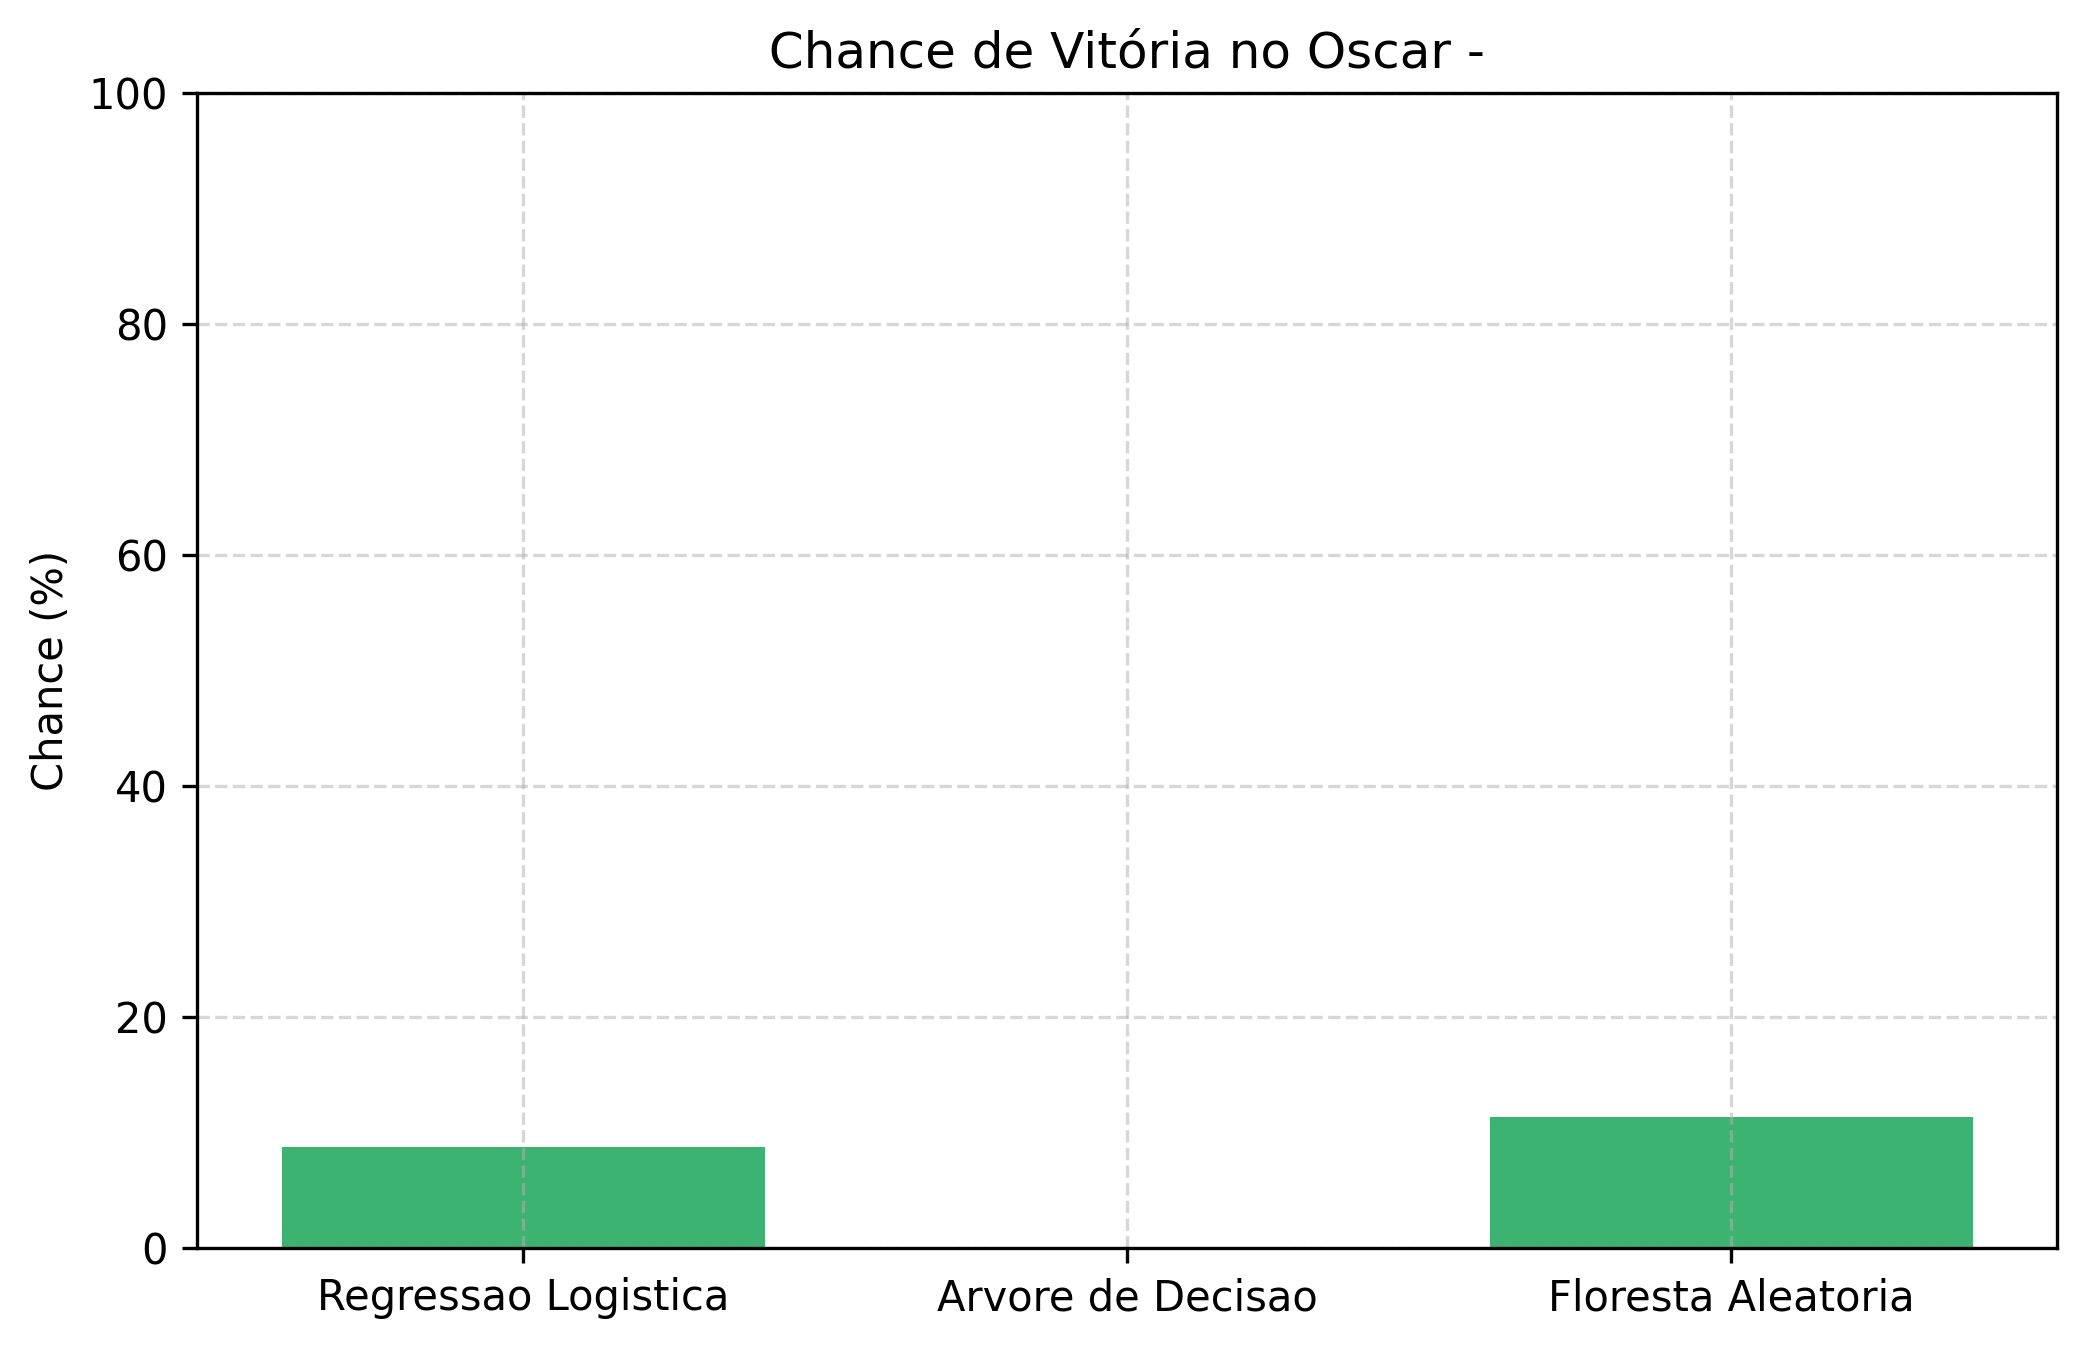 Chance de Vitória no Oscar -
100
80
60
40
20
0
Chance (%)
Regressao Logistica
Arvore de Decisao
Floresta Aleatoria